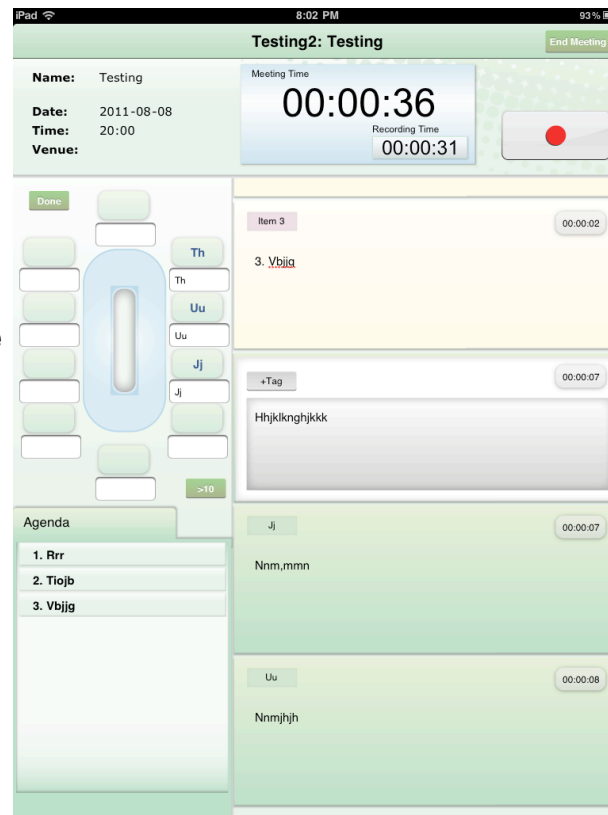 iPad
8:02 PM
93%
Testing2: Testing
End Meeting
Name: Testing
Date: 2011-08-08
Time: 20:00
Venue:
Meeting Time
00:00:36
Recording Time
00:00:31
Done
Th
Th
Uu
Uu
Jj
Jj
>10
Agenda
1. Rrr
2. Tiojb
3. Vbjjg
Item 3
00:00:02
3. Vbjjg
+Tag
00:00:07
Hhjklknghjkkk
Jj
00:00:07
Nnm,mmn
Uu
00:00:08
Nnmjhjh